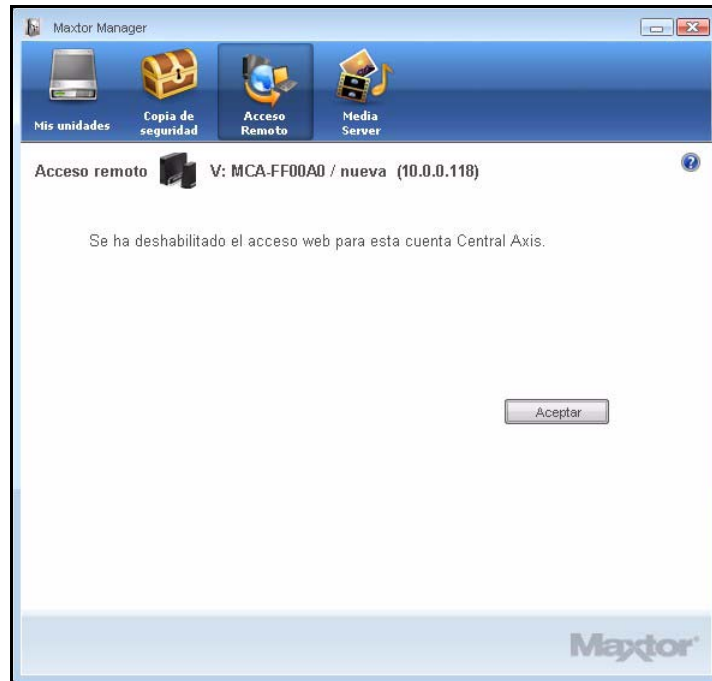 Maxtor Manager
Mis unidades
Copia de
seguridad
Acceso
Remoto
Media
Server
Acceso remoto V: MCA-FF00A0 / nueva (10.0.0.118)
?
Se ha deshabilitado el acceso web para esta cuenta Central Axis.
Aceptar
Maxtor